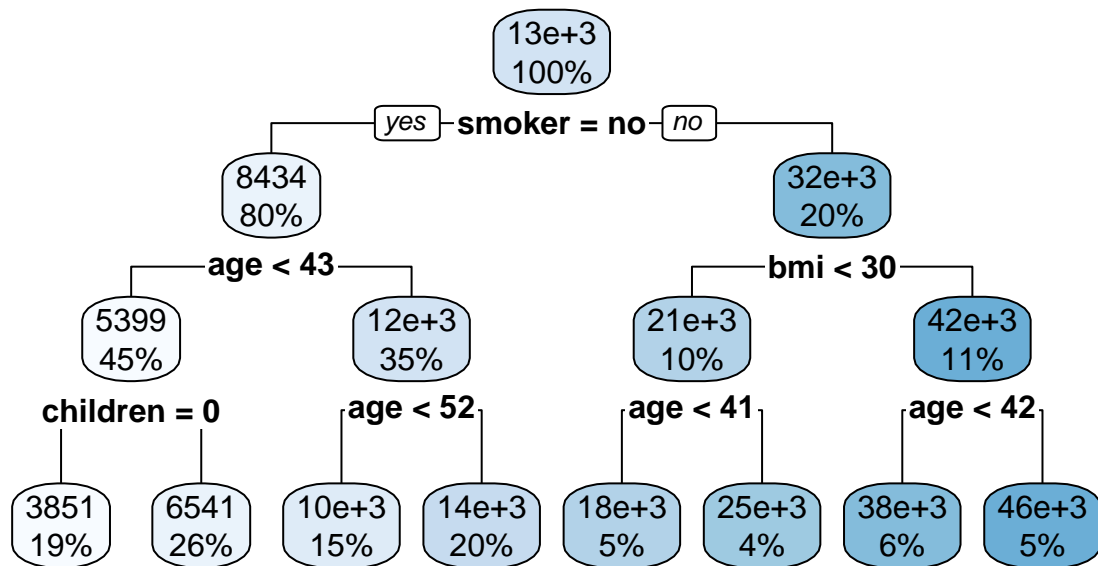 13e+3
100%
yes smoker = no no
8434
80%
32e+3
20%
age < 43
bmi < 30
5399
45%
12e+3
35%
21e+3
10%
42e+3
11%
children = 0
age < 52
age < 41
age < 42
3851
19%
6541
26%
10e+3
15%
14e+3
20%
18e+3
5%
25e+3
4%
38e+3
6%
46e+3
5%